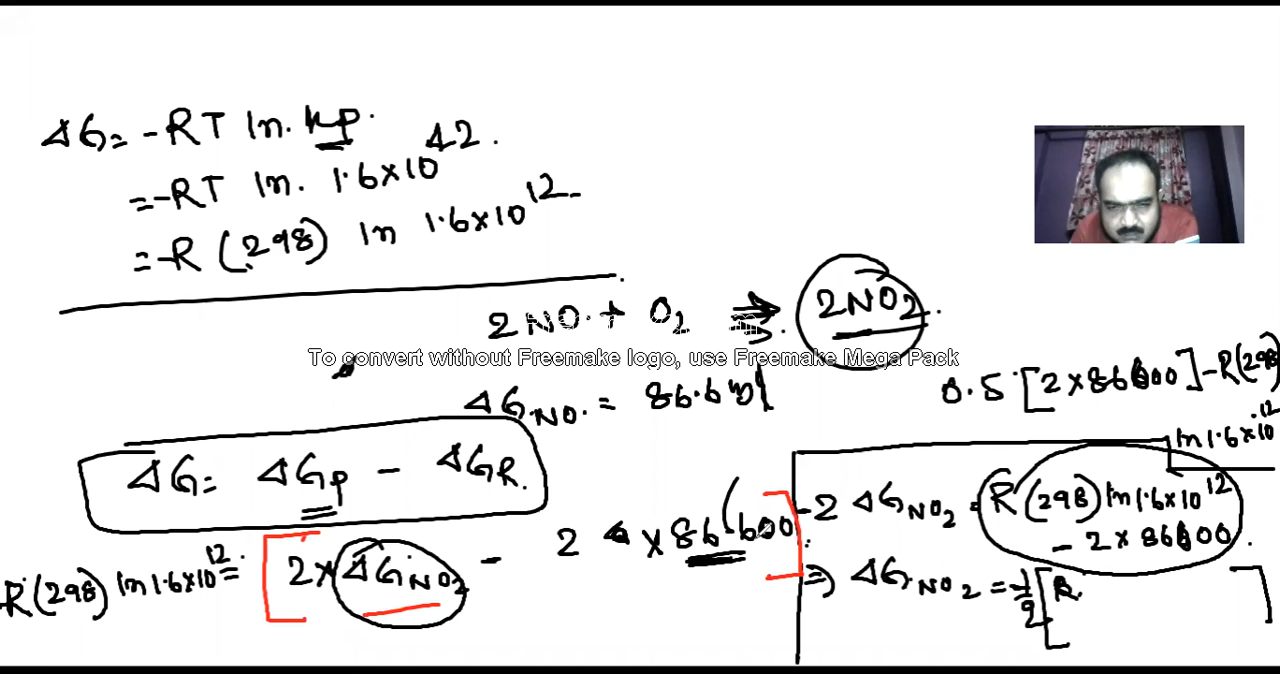 ΔG = -RT ln. Kp.
= -RT ln. 1.6×10 12.
= -R (298) ln 1.6×10 12
2NO + O2 ⇒ 2NO2.
To convert without Freemake logo, use Freemake Mega Pack
ΔG NO. = 86.6
0.5 [2×86600] - R(298)
ln 1.6×10 12
ΔG = ΔGP - ΔGR.
-R(298) ln 1.6×10 12 = [2×ΔG NO2 - 2 × 86600]
-2 ΔG NO2 = R(298) ln 1.6×10 12
- 2×86600.
⇒ ΔG NO2 = -1/2 [R. ]